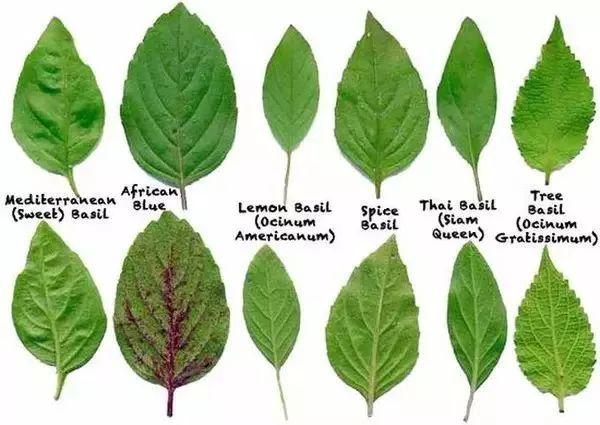 Mediterranean
(Sweet) Basil
African
Blue
Lemon Basil
(Ocinum
Americanum)
Spice
Basil
Thai Basil
(Siam
Queen)
Tree
Basil
(Ocinum
Gratissimum)